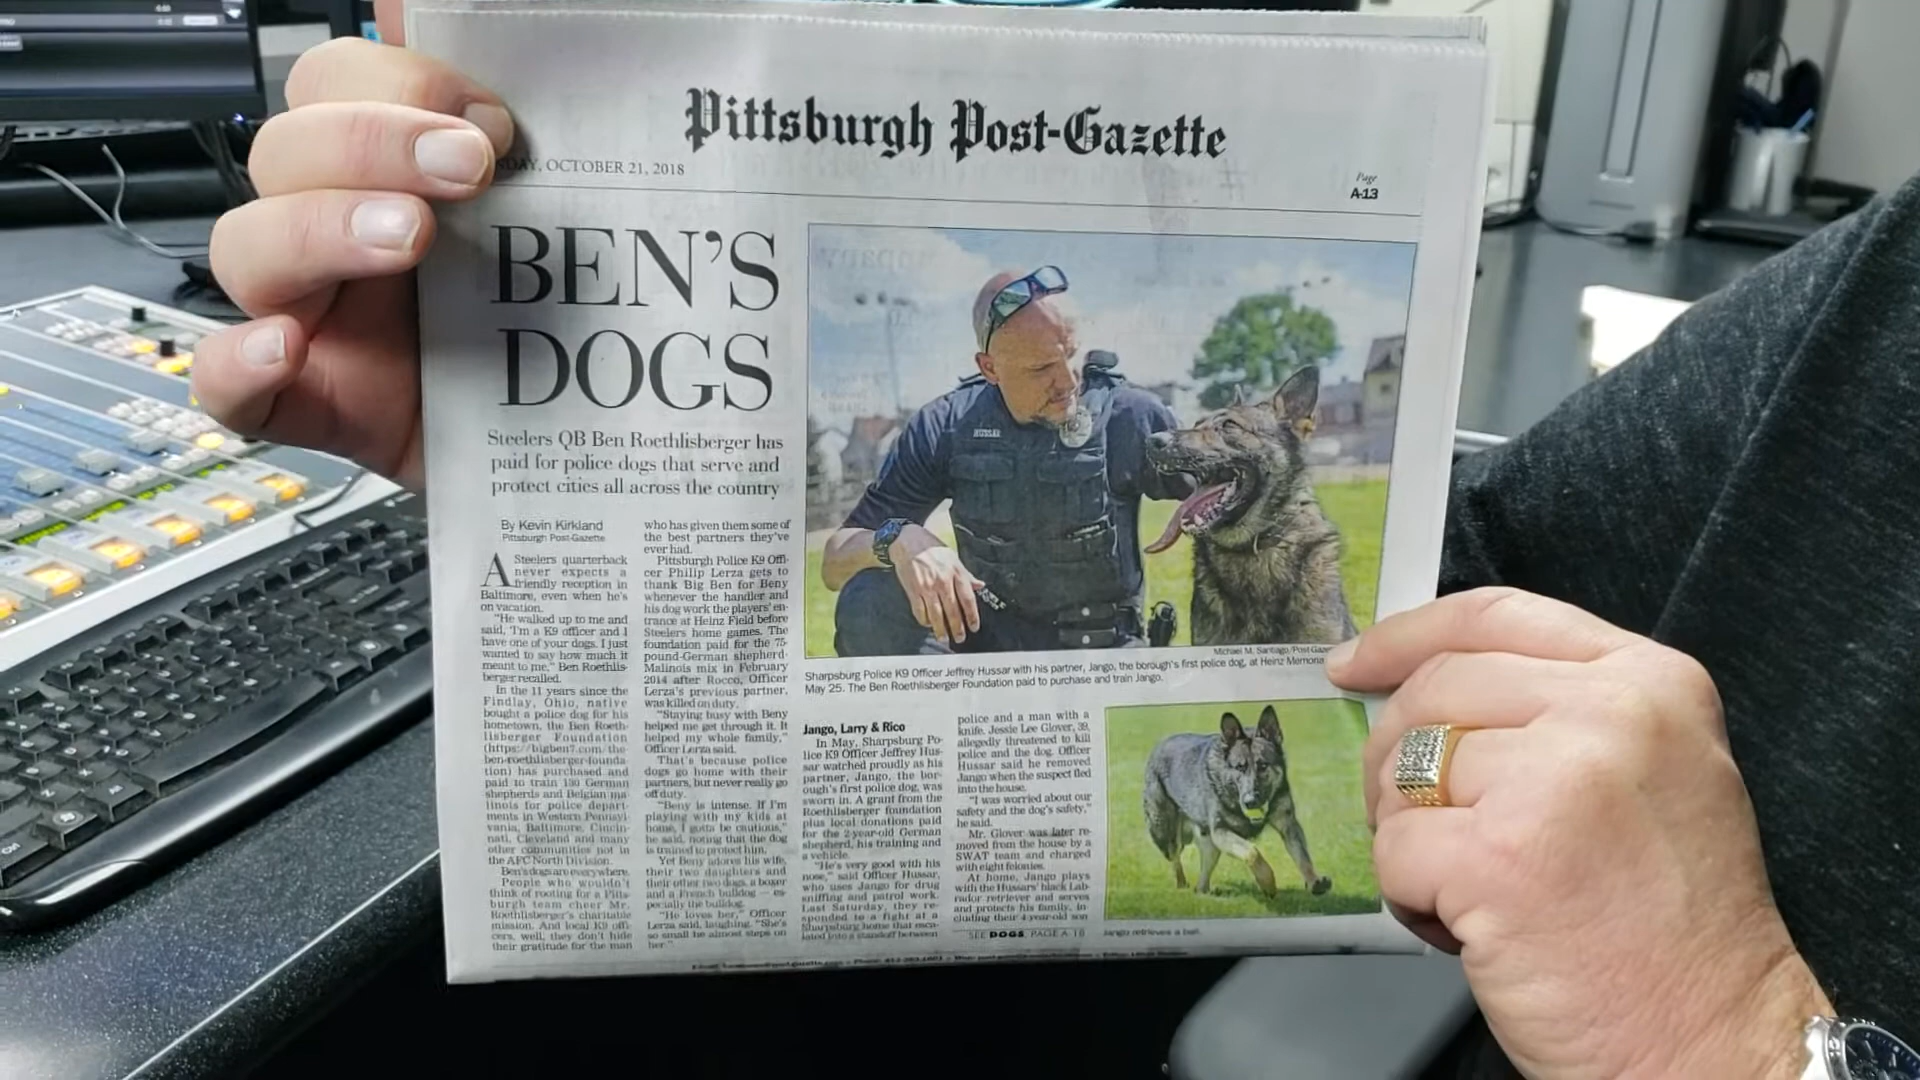 Pittsburgh Post-Gazette
OCTOBER 21, 2018
Page
A-13
BEN'S
DOGS
Steelers QB Ben Roethlisberger has
paid for police dogs that serve and
protect cities all across the country
By Kevin Kirkland
Pittsburgh Post-Gazette
A Steelers quarterback
never expects a
friendly reception in
Baltimore, even when he's
on vacation.
"He walked up to me and
said, 'I'm a K9 officer and I
have one of your dogs. I just
wanted to say how much it
meant to me,'" Ben Roethlis-
berger recalled.
In the 11 years since the
Findlay, Ohio, native
bought a police dog for his
hometown, the Ben Roeth-
lisberger Foundation
(https://bigben7.com/the-
ben-roethlisberger-founda-
tion) has purchased and
paid to train German
shepherds and Belgian ma-
linois for police depart-
ments in Western Pennsyl-
vania, Baltimore, Cincin-
nati, Cleveland and many
other communities not in
the AFC North Division.
Ben's dogs are everywhere.
People who wouldn't
think of rooting for a Pitts-
burgh team cheer Mr.
Roethlisberger's charitable
mission. And local K9 offi-
cers, well, they don't hide
their gratitude for the man
who has given them some of
the best partners they've
ever had.
Pittsburgh Police K9 Offi-
cer Philip Lerza gets to
thank Big Ben for Beny
whenever the handler and
his dog work the players' en-
trance at Heinz Field before
Steelers home games. The
foundation paid for the 75-
pound-German shepherd-
Malinois mix in February
2014 after Rocco, Officer
Lerza's previous partner,
was killed on duty.
"Staying busy with Beny
helped me get through it. It
helped my whole family,"
Officer Lerza said.
That's because police
dogs go home with their
partners, but never really go
off duty.
"Beny is intense. If I'm
playing with my kids at
home, I gotta be cautious,"
he said, noting that the dog
is trained to protect him.
Yet Beny adores his wife,
their two daughters and
their other two dogs, a boxer
and a French bulldog — es-
pecially the bulldog.
"He loves her," Officer
Lerza said, laughing. "She's
so small he almost steps on
her."
HUSSAR
Michael M. Santiago/Post-Gaze
Sharpsburg Police K9 Officer Jeffrey Hussar with his partner, Jango, the borough's first police dog, at Heinz Memoria
May 25. The Ben Roethlisberger Foundation paid to purchase and train Jango.
Jango, Larry & Rico
In May, Sharpsburg Po-
lice K9 Officer Jeffrey Hus-
sar watched proudly as his
partner, Jango, the bor-
ough's first police dog, was
sworn in. A grant from the
Roethlisberger foundation
plus local donations paid
for the 2-year-old German
shepherd, his training and
a vehicle.
"He's very good with his
nose," said Officer Hussar,
who uses Jango for drug
sniffing and patrol work.
Last Saturday, they re-
sponded to a fight at a
Sharpsburg home that esca-
lated into a standoff between
police and a man with a
knife. Jessie Lee Glover, 39,
allegedly threatened to kill
police and the dog. Officer
Hussar said he removed
Jango when the suspect fled
into the house.
"I was worried about our
safety and the dog's safety,"
he said.
Mr. Glover was later re-
moved from the house by a
SWAT team and charged
with eight felonies.
At home, Jango plays
with the Hussars' black Lab-
rador retriever and serves
and protects his family, in-
cluding their 4-year-old son
SEE DOGS, PAGE A-18
Jango retrieves a ball.